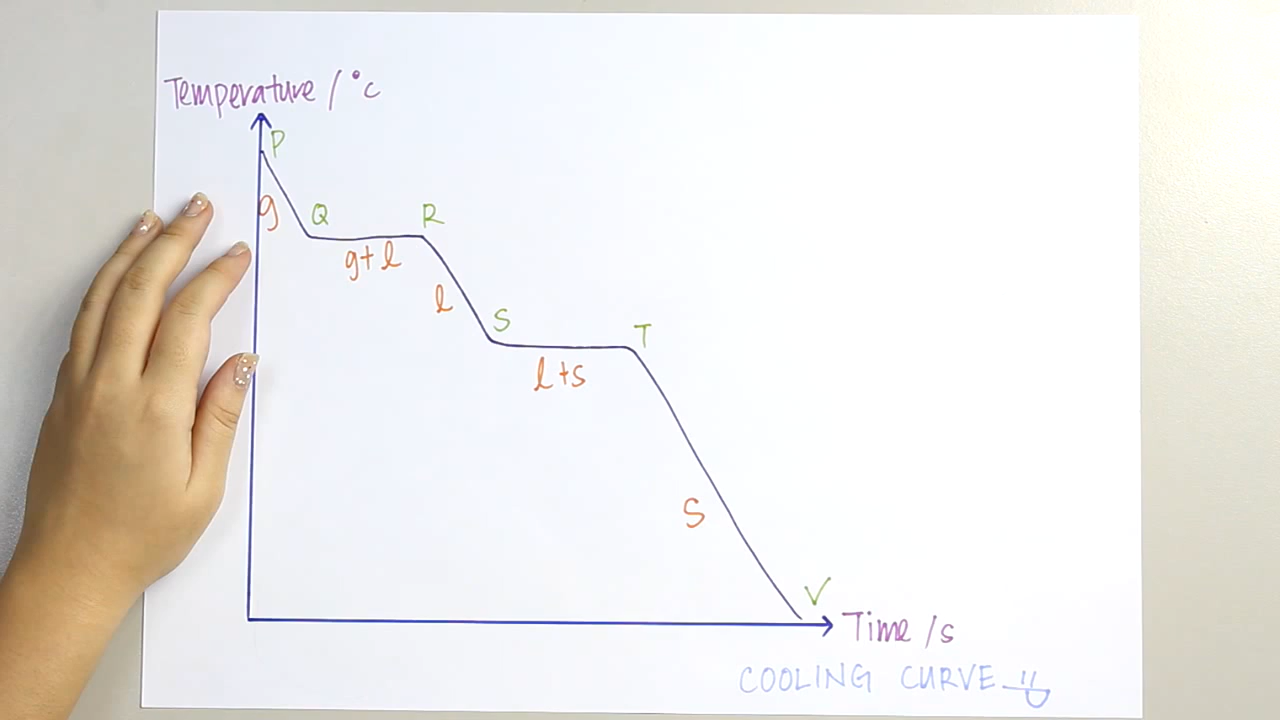 Temperature / °c
P
g
Q
R
g+l
l
S
T
l+s
S
V
Time /s
COOLING CURVE